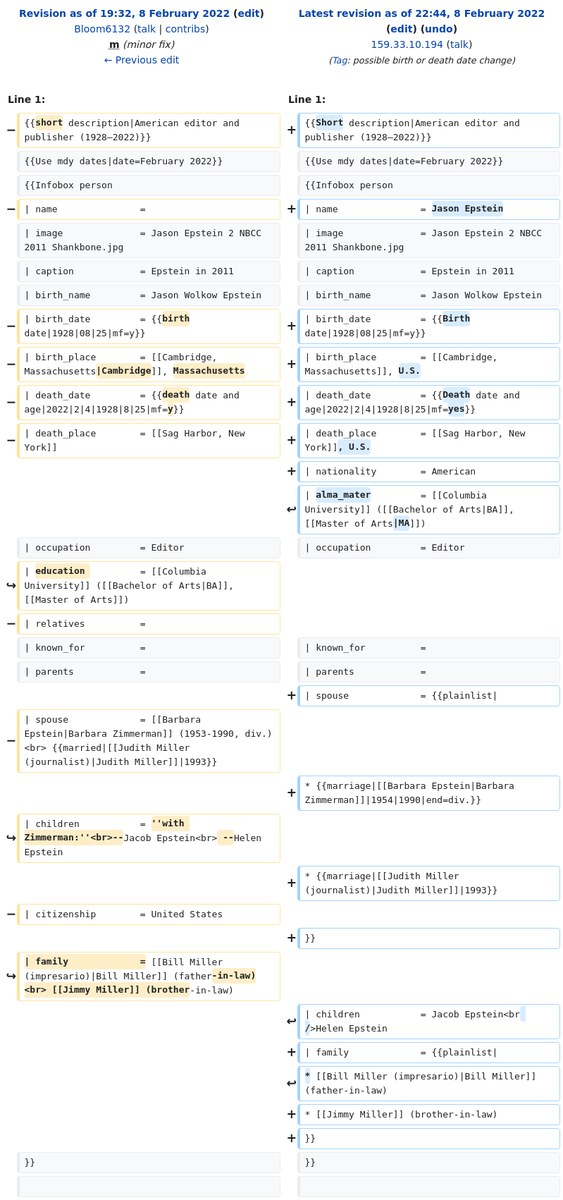 Revision as of 19:32, 8 February 2022 (edit)
Bloom6132 (talk | contribs)
m (minor fix)
← Previous edit
Latest revision as of 22:44, 8 February 2022
(edit) (undo)
159.33.10.194 (talk)
(Tag: possible birth or death date change)
Line 1:
Line 1:
− {{short description|American editor and
publisher (1928–2022)}}
+ {{Short description|American editor and
publisher (1928–2022)}}
{{Use mdy dates|date=February 2022}}
{{Use mdy dates|date=February 2022}}
{{Infobox person
{{Infobox person
− | name =
+ | name = Jason Epstein
| image = Jason Epstein 2 NBCC
2011 Shankbone.jpg
| image = Jason Epstein 2 NBCC
2011 Shankbone.jpg
| caption = Epstein in 2011
| caption = Epstein in 2011
| birth_name = Jason Wolkow Epstein
| birth_name = Jason Wolkow Epstein
− | birth_date = {{birth
date|1928|08|25|mf=y}}
+ | birth_date = {{Birth
date|1928|08|25|mf=y}}
− | birth_place = [[Cambridge,
Massachusetts|Cambridge]], Massachusetts
+ | birth_place = [[Cambridge,
Massachusetts]], U.S.
− | death_date = {{death date and
age|2022|2|4|1928|8|25|mf=y}}
+ | death_date = {{Death date and
age|2022|2|4|1928|8|25|mf=yes}}
− | death_place = [[Sag Harbor, New
York]]
+ | death_place = [[Sag Harbor, New
York]], U.S.
+ | nationality = American
↩ | alma_mater = [[Columbia
University]] ([[Bachelor of Arts|BA]],
[[Master of Arts|MA]])
| occupation = Editor
| occupation = Editor
↪ | education = [[Columbia
University]] ([[Bachelor of Arts|BA]],
[[Master of Arts]])
− | relatives =
| known_for =
| known_for =
| parents =
| parents =
+ | spouse = {{plainlist|
− | spouse = [[Barbara
Epstein|Barbara Zimmerman]] (1953-1990, div.)
<br> {{married|[[Judith Miller
(journalist)|Judith Miller]]|1993}}
+ * {{marriage|[[Barbara Epstein|Barbara
Zimmerman]]|1954|1990|end=div.}}
↪ | children = ''with
Zimmerman:''<br>--Jacob Epstein<br> --Helen
Epstein
+ * {{marriage|[[Judith Miller
(journalist)|Judith Miller]]|1993}}
− | citizenship = United States
+ }}
↪ | family = [[Bill Miller
(impresario)|Bill Miller]] (father-in-law)
<br> [[Jimmy Miller]] (brother-in-law)
↩ | children = Jacob Epstein<br
/>Helen Epstein
+ | family = {{plainlist|
↩ * [[Bill Miller (impresario)|Bill Miller]]
(father-in-law)
+ * [[Jimmy Miller]] (brother-in-law)
+ }}
}}
}}